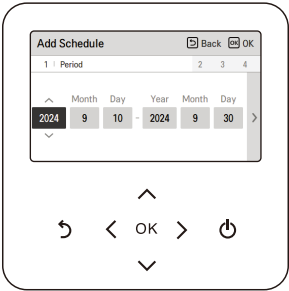 Add Schedule Back OK OK
1 Period 2 3 4
Month Day Year Month Day
2024 9 10 - 2024 9 30
OK